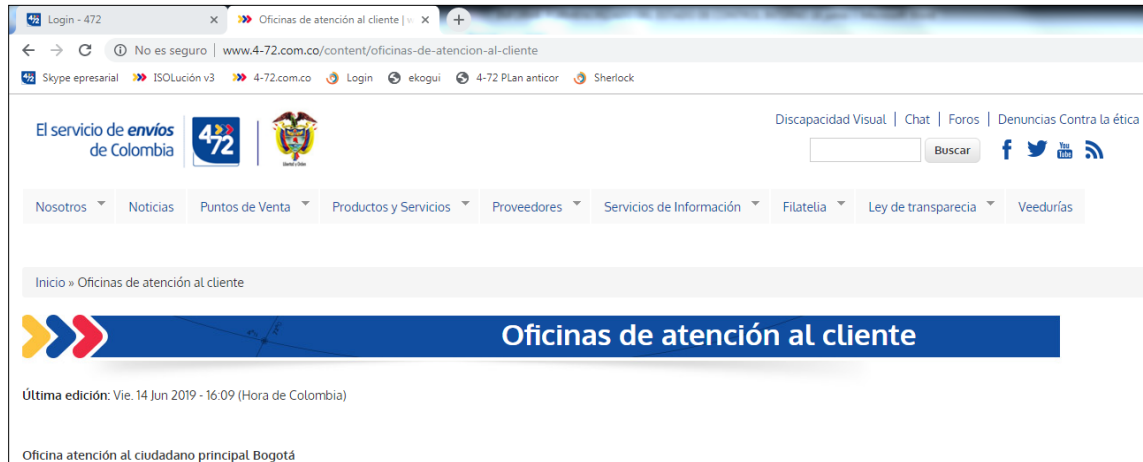 Login - 472
Oficinas de atención al cliente |
No es seguro | www.4-72.com.co/content/oficinas-de-atencion-al-cliente
Skype epresarial ISOLución v3 4-72.com.co Login ekogui 4-72 PLan anticor Sherlock
Discapacidad Visual | Chat | Foros | Denuncias Contra la ética
El servicio de envíos
de Colombia
4-72
Buscar
You Tube
Nosotros Noticias Puntos de Venta Productos y Servicios Proveedores Servicios de Información Filatelia Ley de transparecia Veedurías
Inicio » Oficinas de atención al cliente
Oficinas de atención al cliente
Última edición: Vie. 14 Jun 2019 - 16:09 (Hora de Colombia)
Oficina atención al ciudadano principal Bogotá